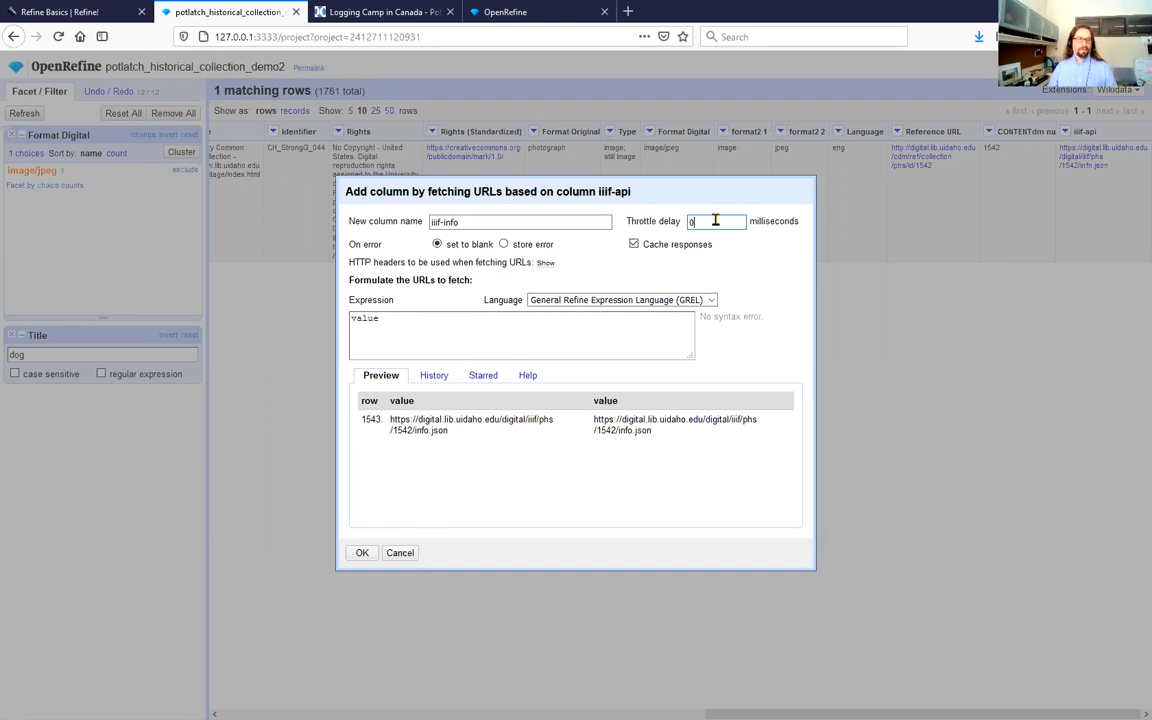 Refine Basics | Refine!
potlatch_historical_collection_
Logging Camp in Canada - Po
OpenRefine
127.0.0.1:3333/project?project=2412711120931
Search
OpenRefine potlatch_historical_collection_demo2 Permalink
Extensions: Wikidata
Facet / Filter Undo / Redo 12 / 12
1 matching rows (1781 total)
Refresh Reset All Remove All
Show as: rows records Show: 5 10 25 50 rows
« first ‹ previous 1 - 1 next › last »
Format Digital change invert reset
1 choices Sort by: name count Cluster
image/jpeg 1 exclude
Facet by choice counts
Title invert reset
dog
case sensitive regular expression
Identifier Rights Rights (Standardized) Format Original Type Format Digital format2 1 format2 2 Language Reference URL CONTENTdm nu iiif-api
ry Common
ollection -
w.lib.uidaho.edu
tage/index.html
CH_StrongG_044
No Copyright - United
States. Digital
reproduction rights
assigned to the University
https://creativecommons.org
/publicdomain/mark/1.0/
photograph
image;
still image
image/jpeg
image
jpeg
eng
http://digital.lib.uidaho.edu
/cdm/ref/collection
/phs/id/1542
1542
https://digital.lib.uidaho.edu
/digital/iiif/phs
/1542/info.json
Add column by fetching URLs based on column iiif-api
New column name iiif-info Throttle delay 0 milliseconds
On error set to blank store error Cache responses
HTTP headers to be used when fetching URLs: Show
Formulate the URLs to fetch:
Expression Language General Refine Expression Language (GREL)
value
No syntax error.
Preview History Starred Help
row value value
1543. https://digital.lib.uidaho.edu/digital/iiif/phs https://digital.lib.uidaho.edu/digital/iiif/phs
/1542/info.json /1542/info.json
OK Cancel